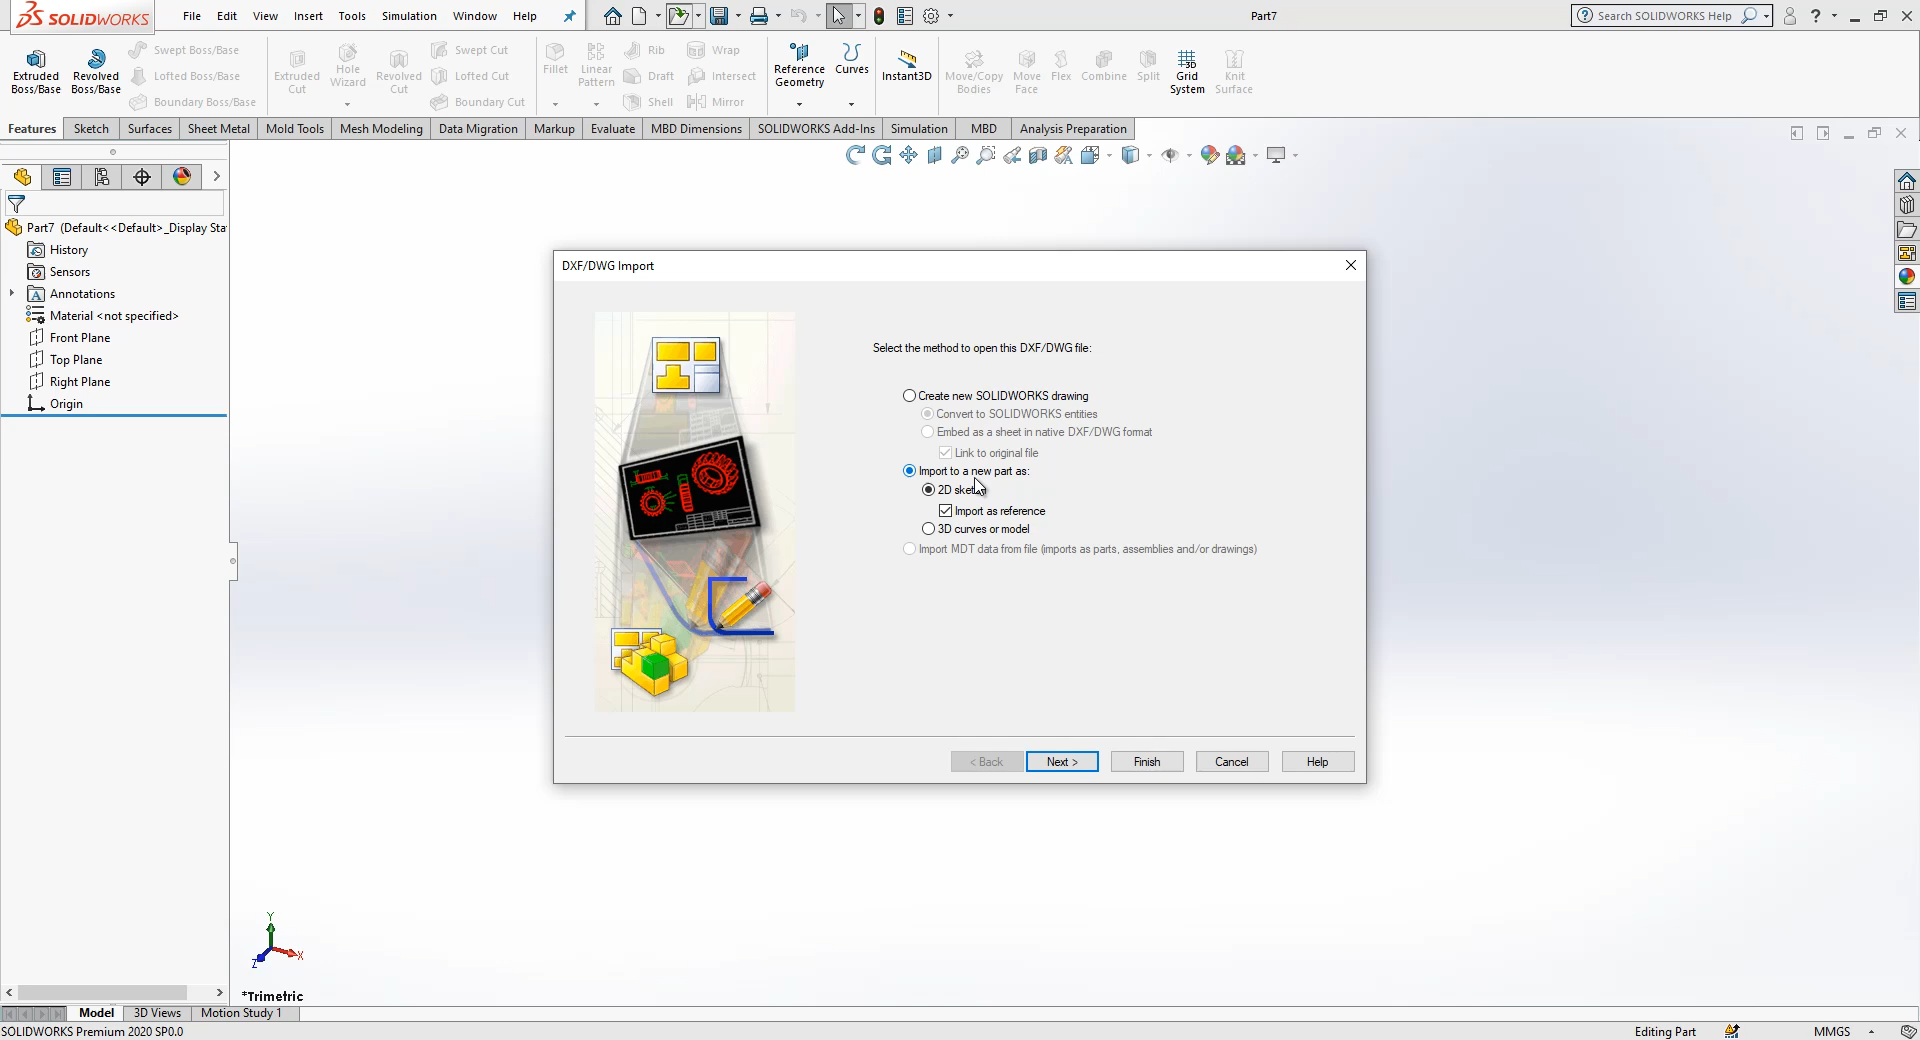 SOLIDWORKS
File Edit View Insert Tools Simulation Window Help
Part7
Search SOLIDWORKS Help
Extruded Boss/Base
Revolved Boss/Base
Swept Boss/Base
Lofted Boss/Base
Boundary Boss/Base
Extruded Cut
Hole Wizard
Revolved Cut
Swept Cut
Lofted Cut
Boundary Cut
Fillet
Linear Pattern
Rib
Draft
Shell
Wrap
Intersect
Mirror
Reference Geometry
Curves
Instant3D
Move/Copy Bodies
Move Face
Flex
Combine
Split
3D Grid System
Knit Surface
Features Sketch Surfaces Sheet Metal Mold Tools Mesh Modeling Data Migration Markup Evaluate MBD Dimensions SOLIDWORKS Add-Ins Simulation MBD Analysis Preparation
Part7 (Default<<Default>_Display Sta
History
Sensors
Annotations
Material <not specified>
Front Plane
Top Plane
Right Plane
Origin
DXF/DWG Import
Select the method to open this DXF/DWG file:
Create new SOLIDWORKS drawing
Convert to SOLIDWORKS entities
Embed as a sheet in native DXF/DWG format
Link to original file
Import to a new part as:
2D sketch
Import as reference
3D curves or model
Import MDT data from file (imports as parts, assemblies and/or drawings)
< Back Next > Finish Cancel Help
Y
X
Z
*Trimetric
Model 3D Views Motion Study 1
SOLIDWORKS Premium 2020 SP0.0
Editing Part
MMGS